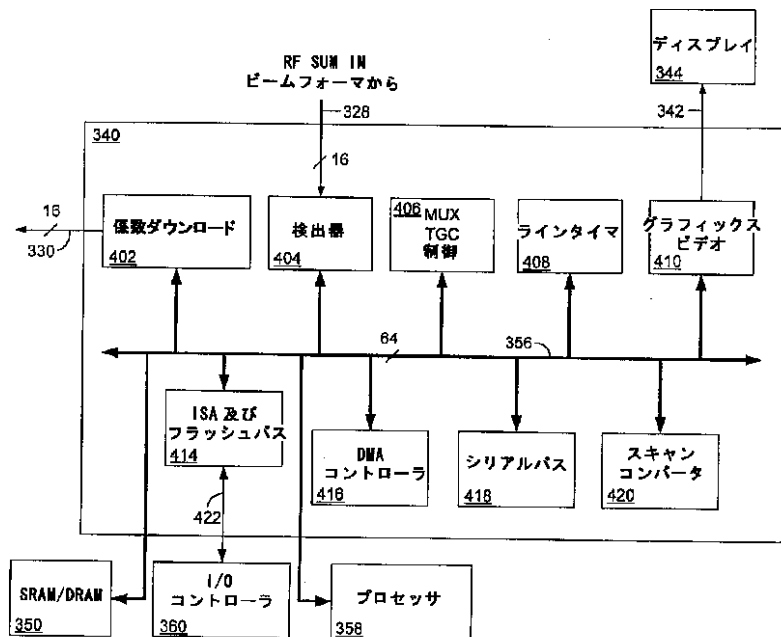 ディスプレイ
344
RF SUM IN
ビームフォーマから
328
342
340
16
16
330
係数ダウンロード
402
検出器
404
406
MUX
TGC
制御
ラインタイマ
408
グラフィックス
ビデオ
410
64
356
ISA 及び
フラッシュバス
414
DMA
コントローラ
416
シリアルバス
418
スキャン
コンバータ
420
422
SRAM/DRAM
350
I/O
コントローラ
360
プロセッサ
358